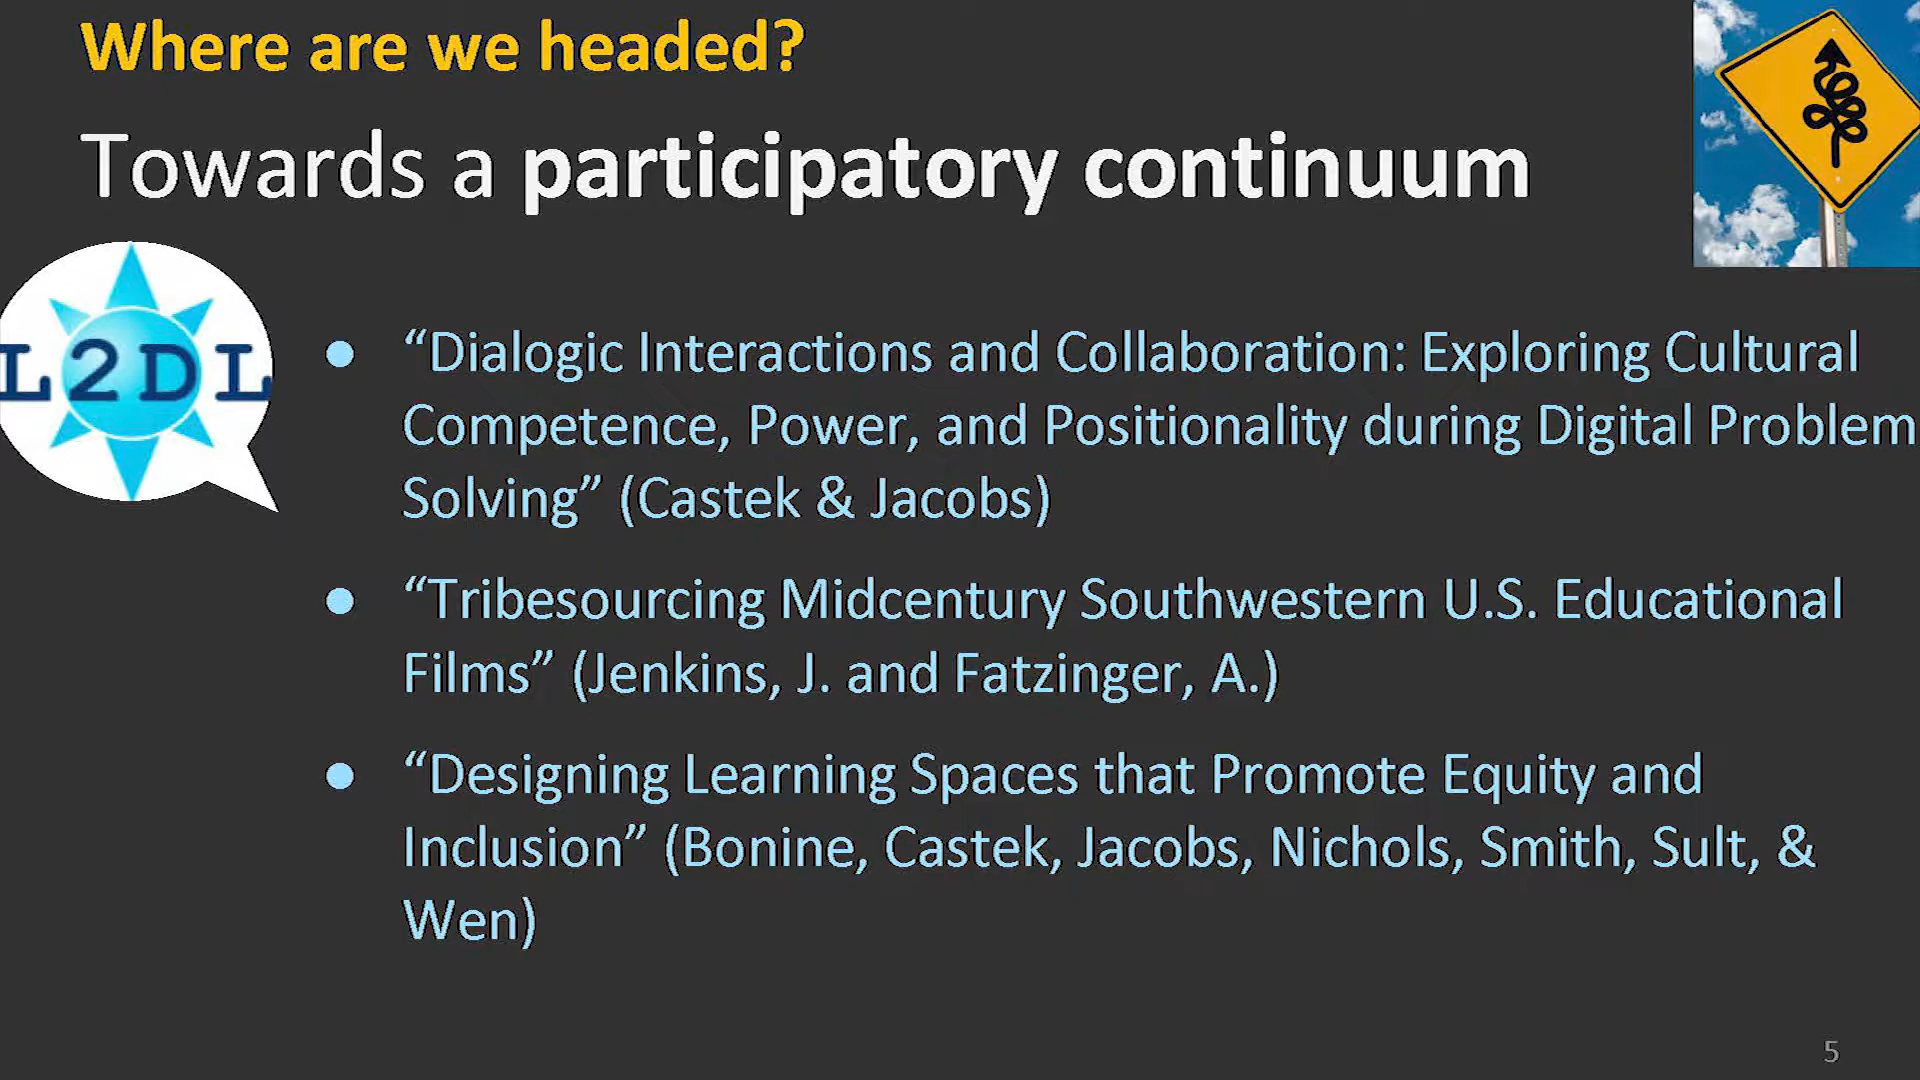 Where are we headed?
Towards a participatory continuum
L2DL
● “Dialogic Interactions and Collaboration: Exploring Cultural
Competence, Power, and Positionality during Digital Problem
Solving” (Castek & Jacobs)
● “Tribesourcing Midcentury Southwestern U.S. Educational
Films” (Jenkins, J. and Fatzinger, A.)
● “Designing Learning Spaces that Promote Equity and
Inclusion” (Bonine, Castek, Jacobs, Nichols, Smith, Sult, &
Wen)
5